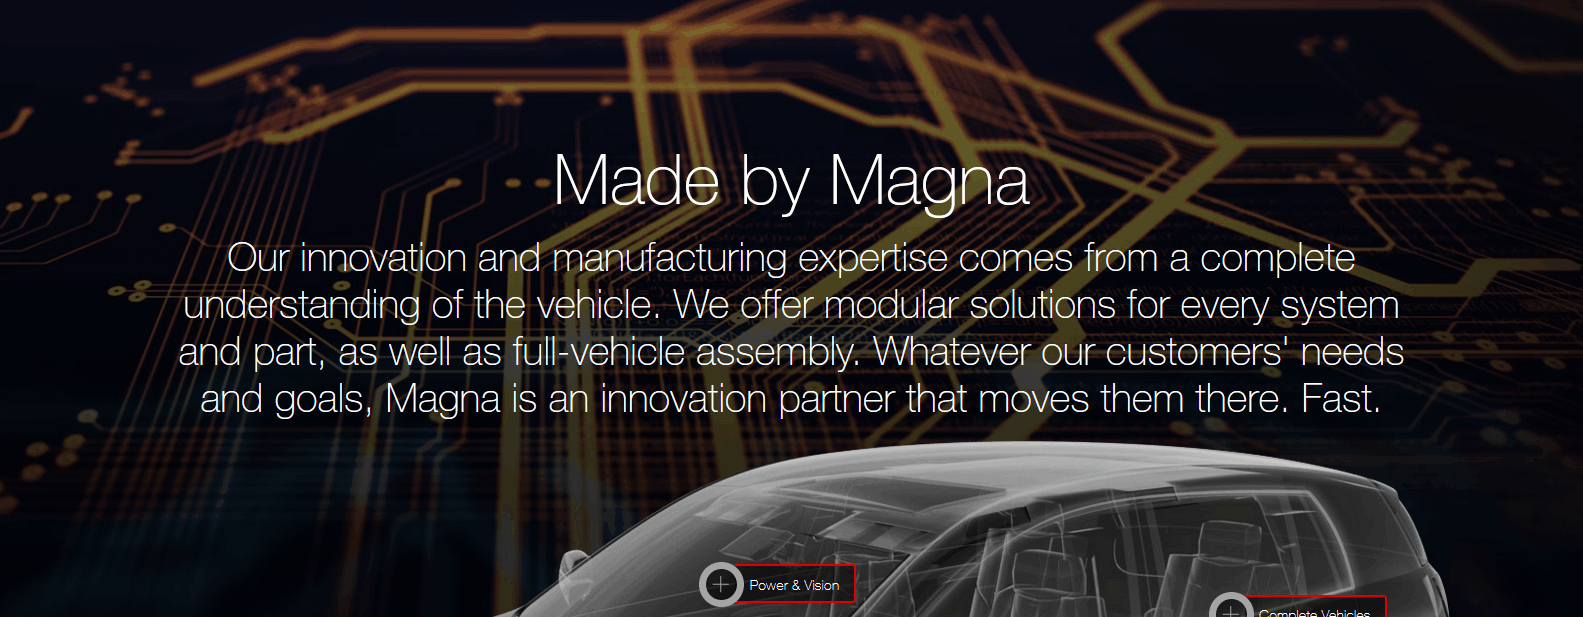 Made by Magna
Our innovation and manufacturing expertise comes from a complete
understanding of the vehicle. We offer modular solutions for every system
and part, as well as full-vehicle assembly. Whatever our customers' needs
and goals, Magna is an innovation partner that moves them there. Fast.
Power & Vision
Complete Vehicles